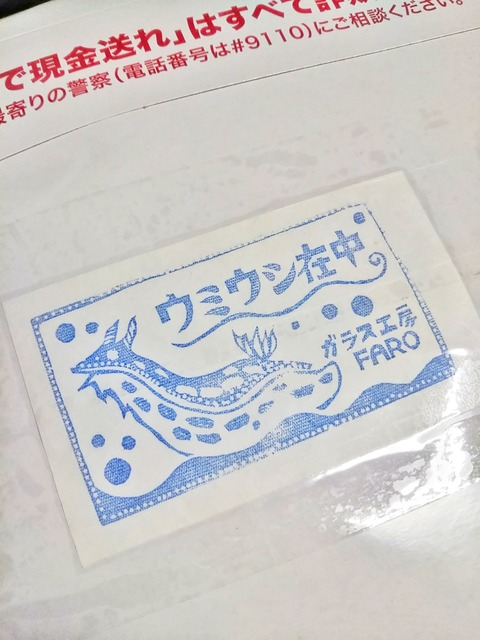 で現金送れ」はすべて詐
寄りの警察(電話番号は#9110)にご相談ください。
ウミウシ在中
ガラス工房
FARO